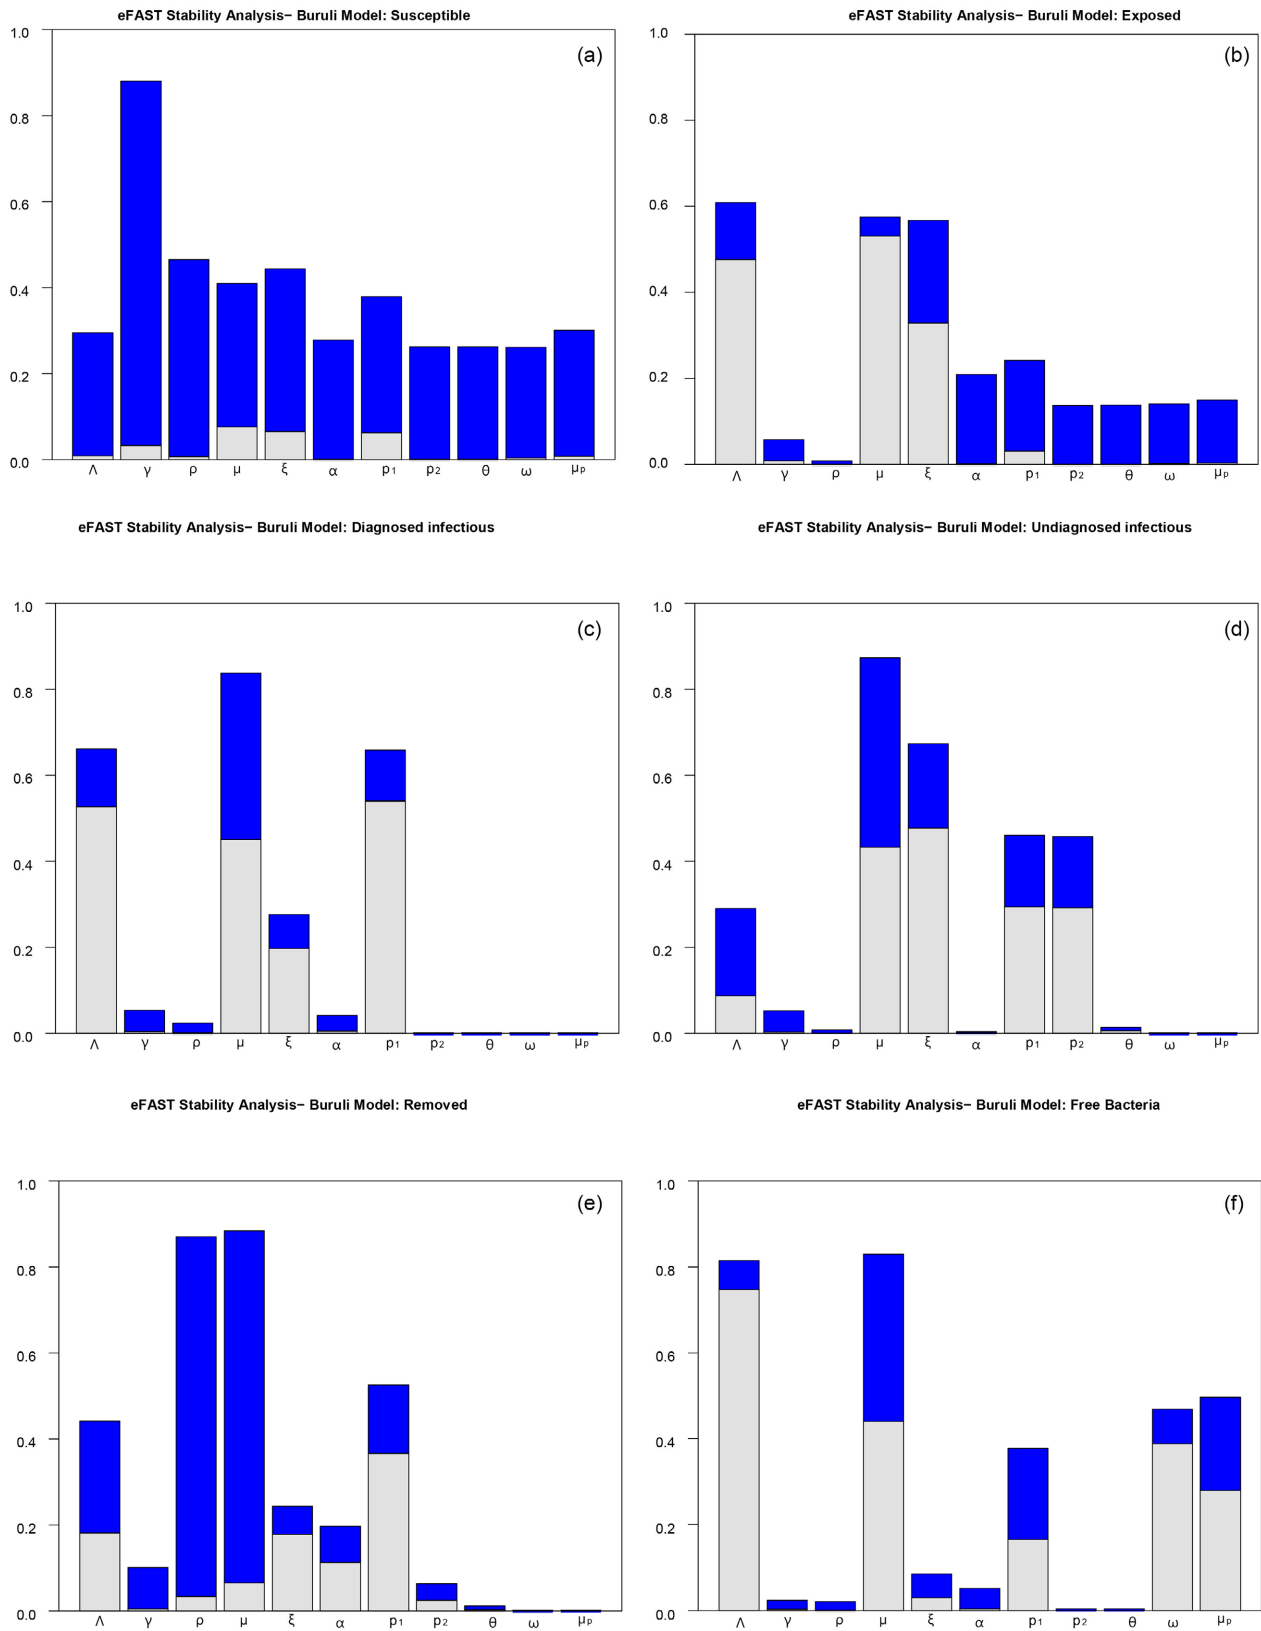 eFAST Stability Analysis− Buruli Model: Susceptible
(a)
1.0
0.8
0.6
0.4
0.2
0.0
Λ γ ρ μ ξ α p1 p2 θ ω μp
eFAST Stability Analysis− Buruli Model: Exposed
(b)
1.0
0.8
0.6
0.4
0.2
0.0
Λ γ ρ μ ξ α p1 p2 θ ω μp
eFAST Stability Analysis− Buruli Model: Diagnosed infectious
(c)
1.0
0.8
0.6
0.4
0.2
0.0
Λ γ ρ μ ξ α p1 p2 θ ω μp
eFAST Stability Analysis− Buruli Model: Undiagnosed infectious
(d)
1.0
0.8
0.6
0.4
0.2
0.0
Λ γ ρ μ ξ α p1 p2 θ ω μp
eFAST Stability Analysis− Buruli Model: Removed
(e)
1.0
0.8
0.6
0.4
0.2
0.0
Λ γ ρ μ ξ α p1 p2 θ ω μp
eFAST Stability Analysis− Buruli Model: Free Bacteria
(f)
1.0
0.8
0.6
0.4
0.2
0.0
Λ γ ρ μ ξ α p1 p2 θ ω μp